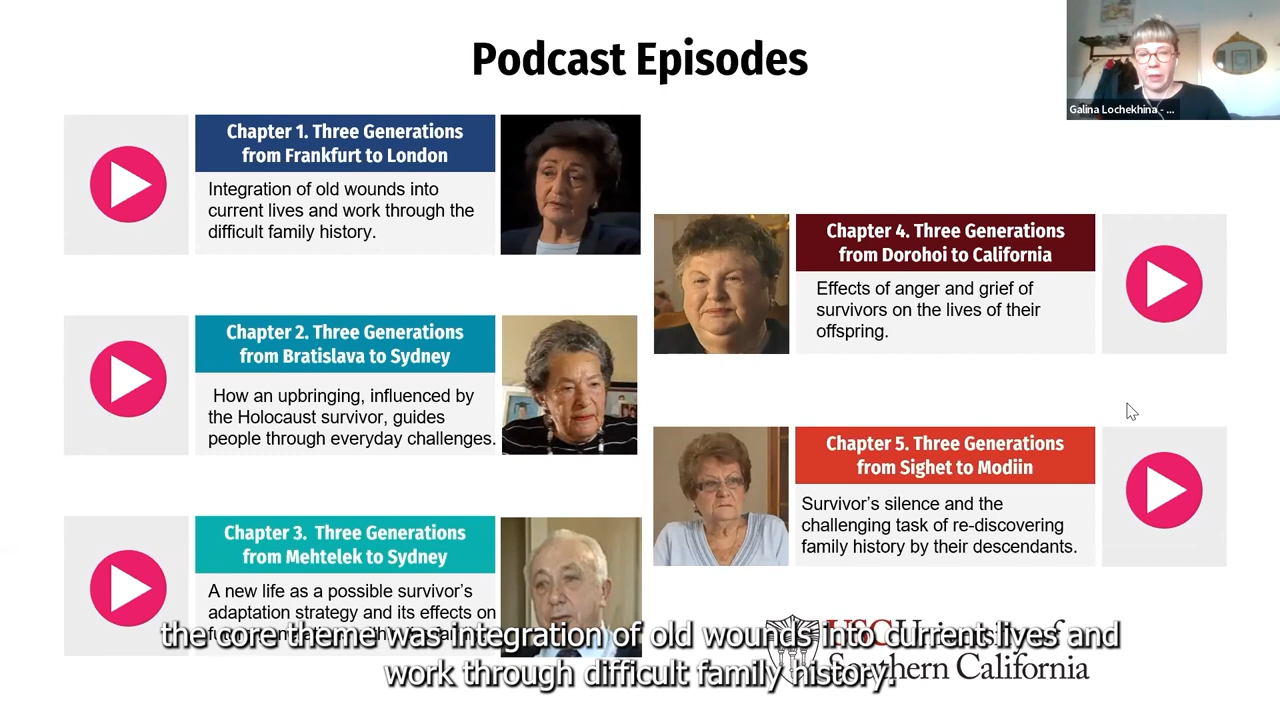 Podcast Episodes
Galina Lochekhina - ...
Chapter 1. Three Generations
from Frankfurt to London
Integration of old wounds into
current lives and work through the
difficult family history.
Chapter 2. Three Generations
from Bratislava to Sydney
How an upbringing, influenced by
the Holocaust survivor, guides
people through everyday challenges.
Chapter 3. Three Generations
from Mehtelek to Sydney
A new life as a possible survivor's
adaptation strategy and its effects on
Chapter 4. Three Generations
from Dorohoi to California
Effects of anger and grief of
survivors on the lives of their
offspring.
Chapter 5. Three Generations
from Sighet to Modiin
Survivor's silence and the
challenging task of re-discovering
family history by their descendants.
USC University of
Southern California
the core theme was integration of old wounds into current lives and
work through difficult family history.